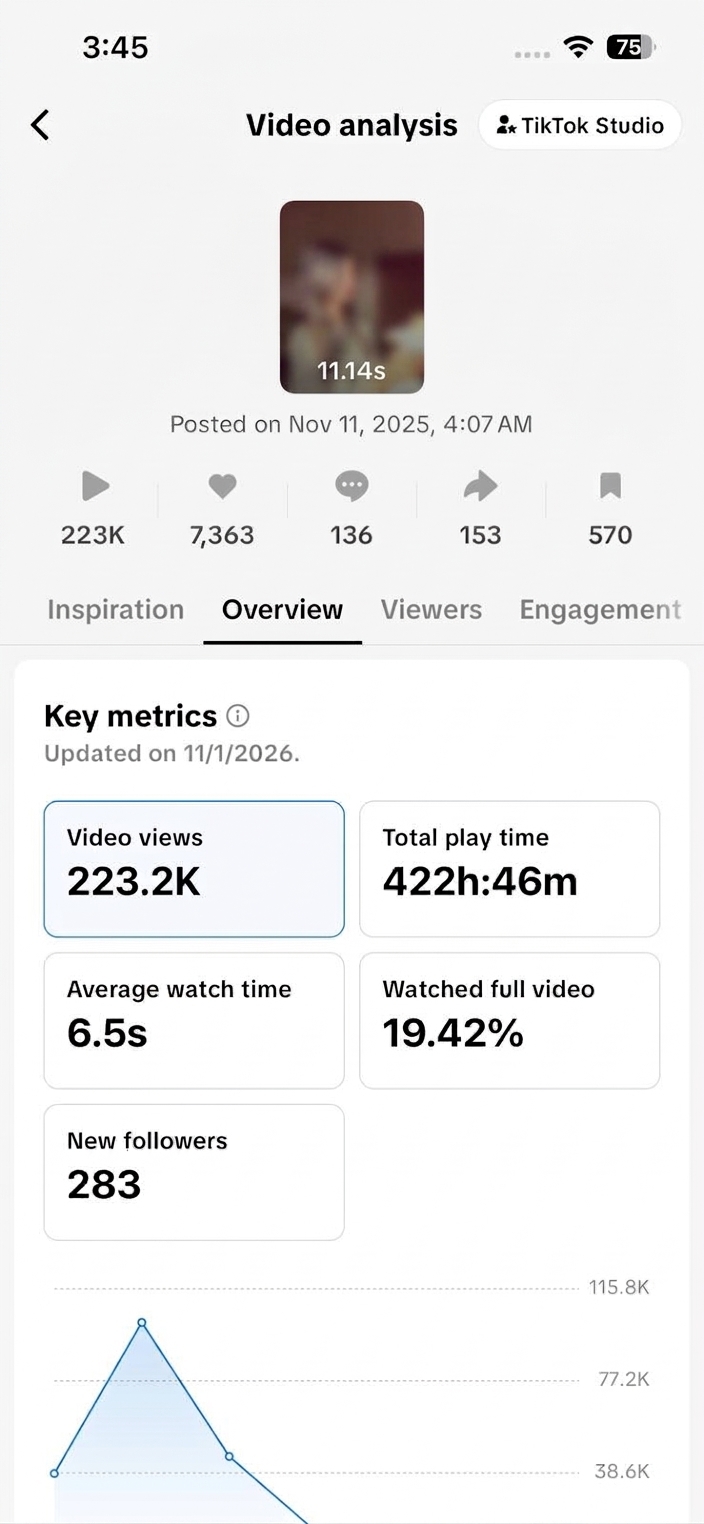 3:45
75
Video analysis
TikTok Studio
11.14s
Posted on Nov 11, 2025, 4:07 AM
223K 7,363 136 153 570
Inspiration Overview Viewers Engagement
Key metrics
Updated on 11/1/2026.
Video views
223.2K
Total play time
422h:46m
Average watch time
6.5s
Watched full video
19.42%
New followers
283
115.8K
77.2K
38.6K